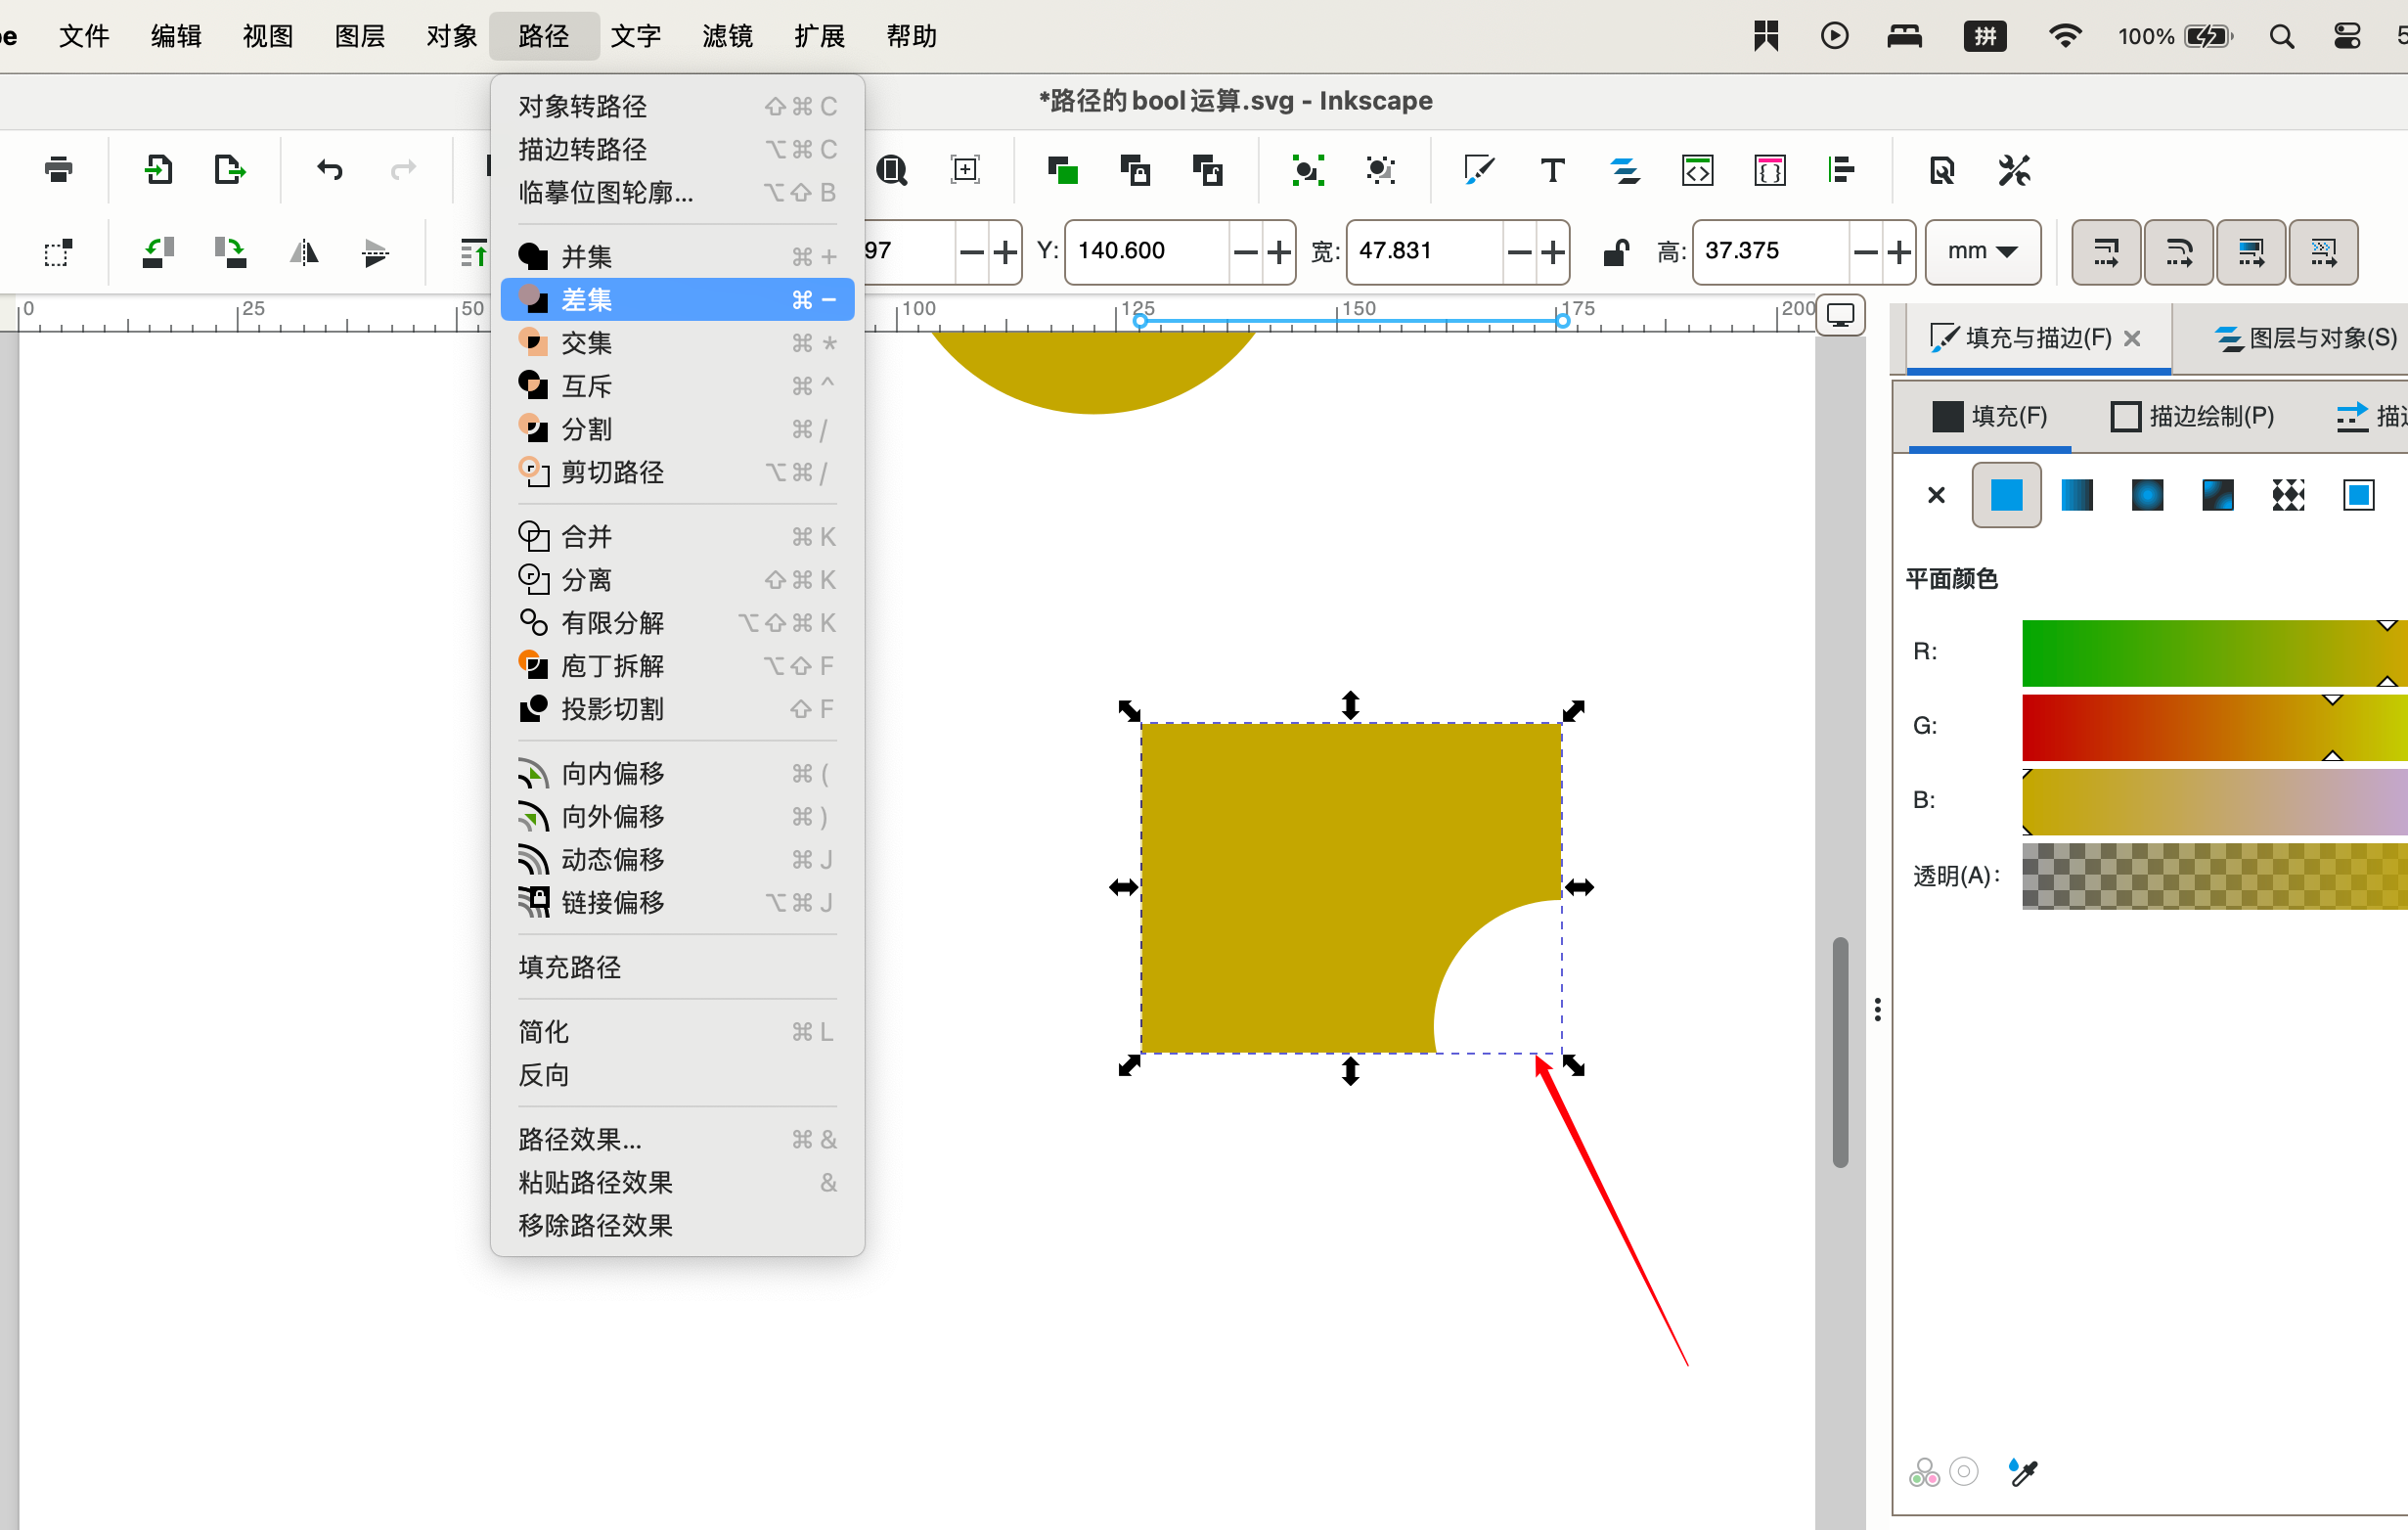 文件 编辑 视图 图层 对象 路径 文字 滤镜 扩展 帮助 拼 100%
*路径的bool运算.svg - Inkscape
对象转路径 ⇧⌘C
描边转路径 ⌥⌘C
临摹位图轮廓... ⌥⇧B
并集 ⌘+
差集 ⌘−
交集 ⌘*
互斥 ⌘^
分割 ⌘/
剪切路径 ⌥⌘/
合并 ⌘K
分离 ⇧⌘K
有限分解 ⌥⇧⌘K
庖丁拆解 ⌥⇧F
投影切割 ⇧F
向内偏移 ⌘(
向外偏移 ⌘)
动态偏移 ⌘J
链接偏移 ⌥⌘J
填充路径
简化 ⌘L
反向
路径效果... ⌘&
粘贴路径效果 &
移除路径效果
97 Y: 140.600 宽: 47.831 高: 37.375 mm
0 25 50 100 125 150 175 200
填充与描边(F) 图层与对象(S)
填充(F) 描边绘制(P)
平面颜色
R:
G:
B:
透明(A):